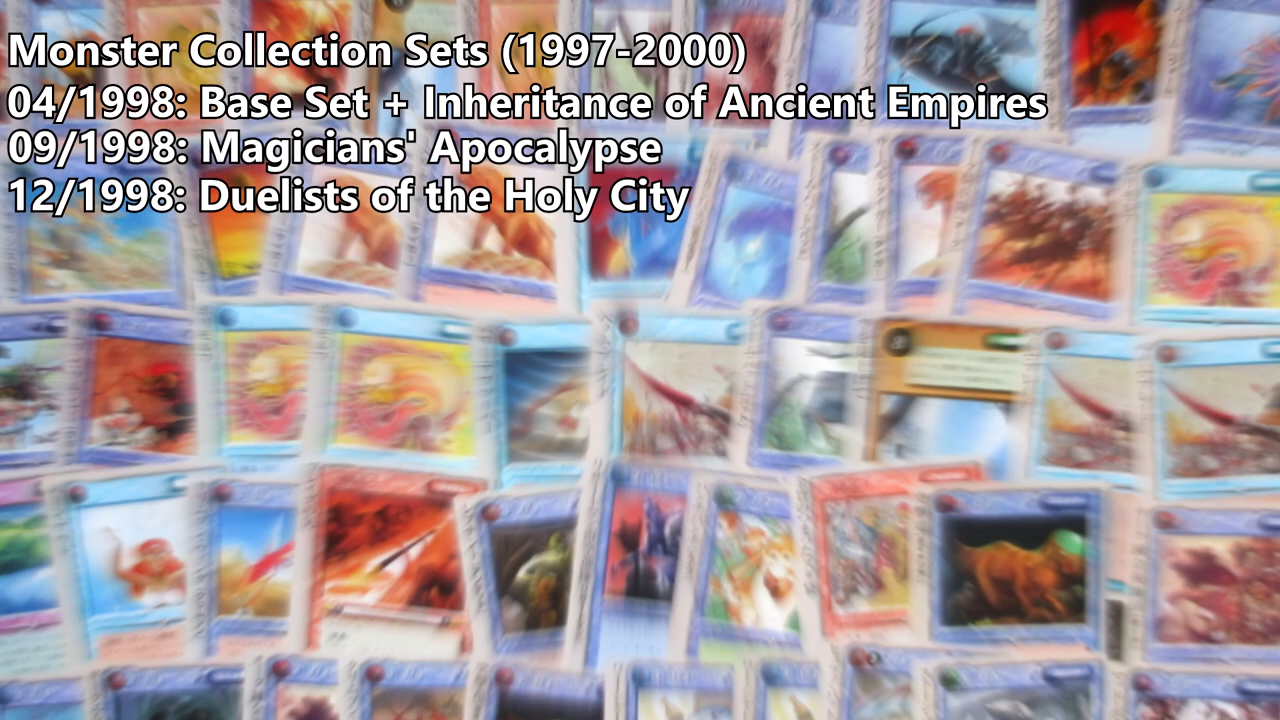 Monster Collection Sets (1997-2000)
04/1998: Base Set + Inheritance of Ancient Empires
09/1998: Magicians' Apocalypse
12/1998: Duelists of the Holy City